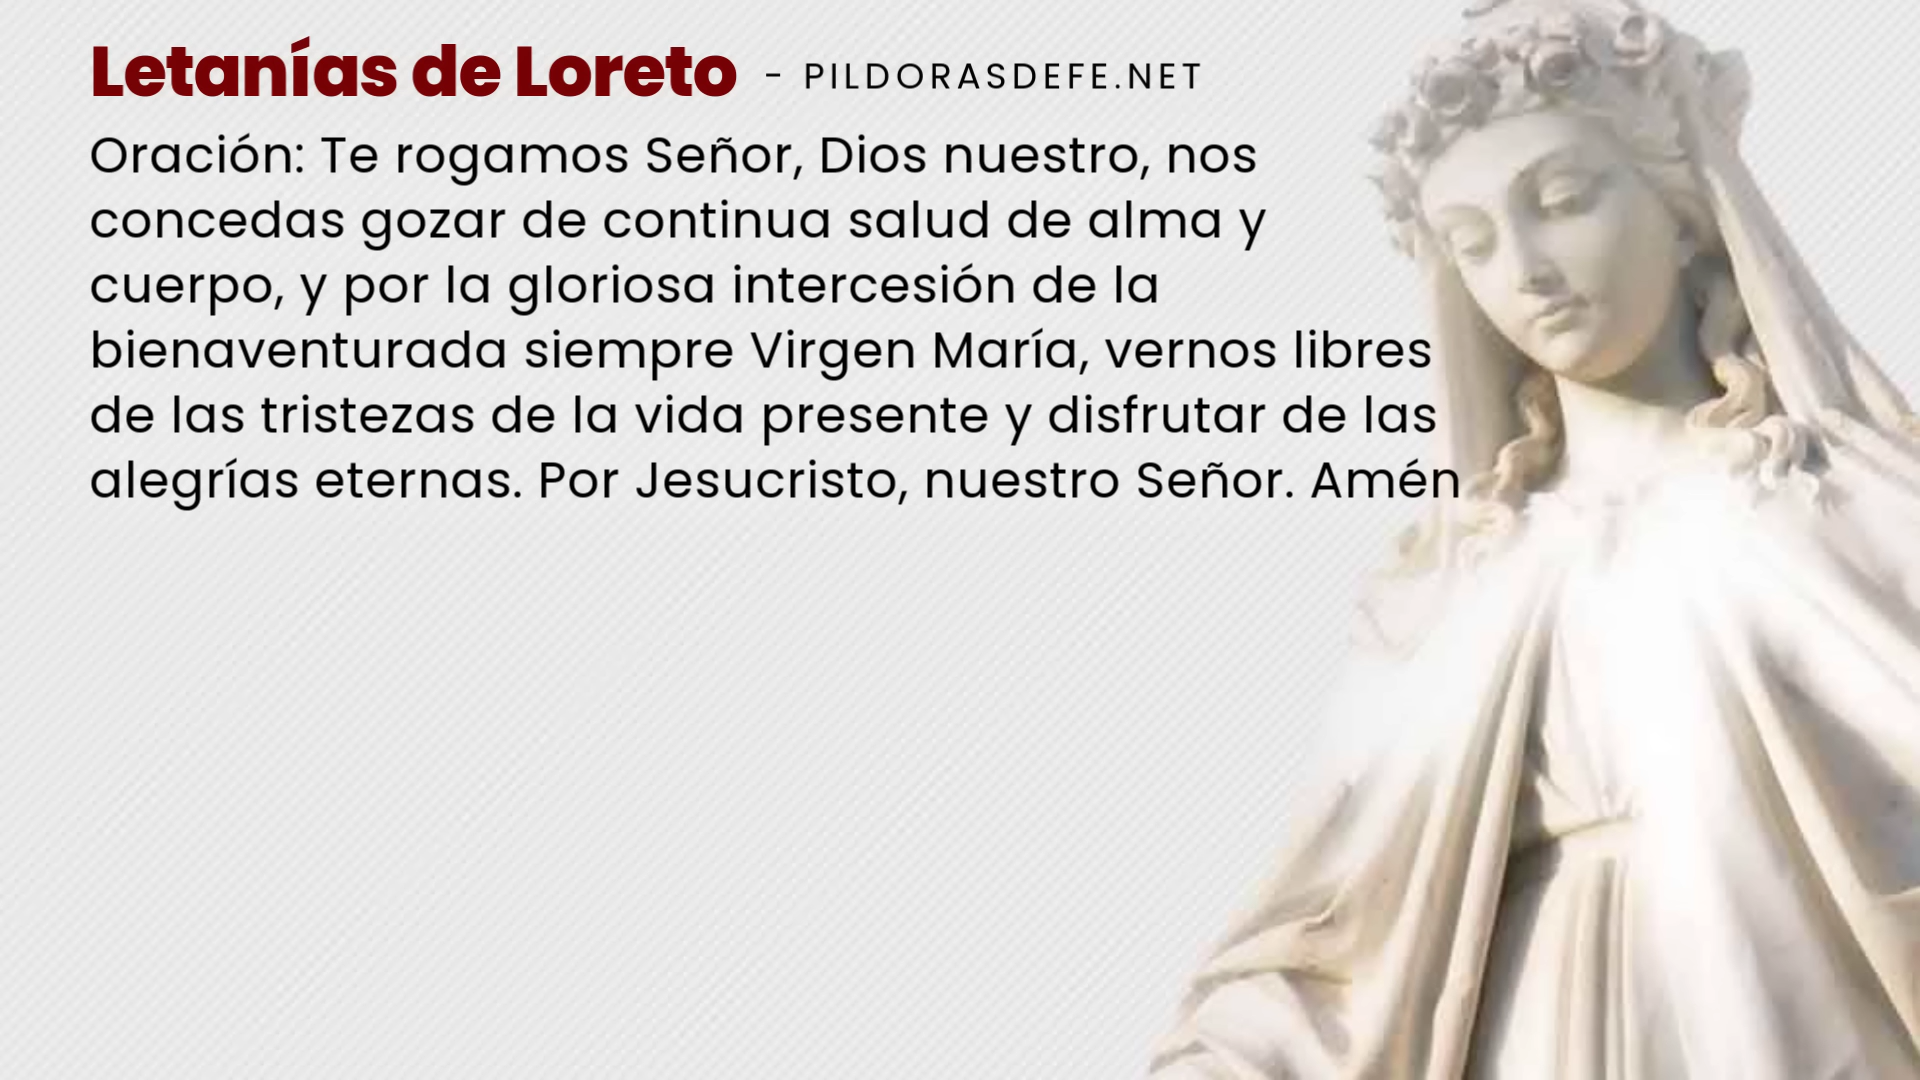 Letanías de Loreto - PILDORASDEFE.NET
Oración: Te rogamos Señor, Dios nuestro, nos
concedas gozar de continua salud de alma y
cuerpo, y por la gloriosa intercesión de la
bienaventurada siempre Virgen María, vernos libres
de las tristezas de la vida presente y disfrutar de las
alegrías eternas. Por Jesucristo, nuestro Señor. Amén